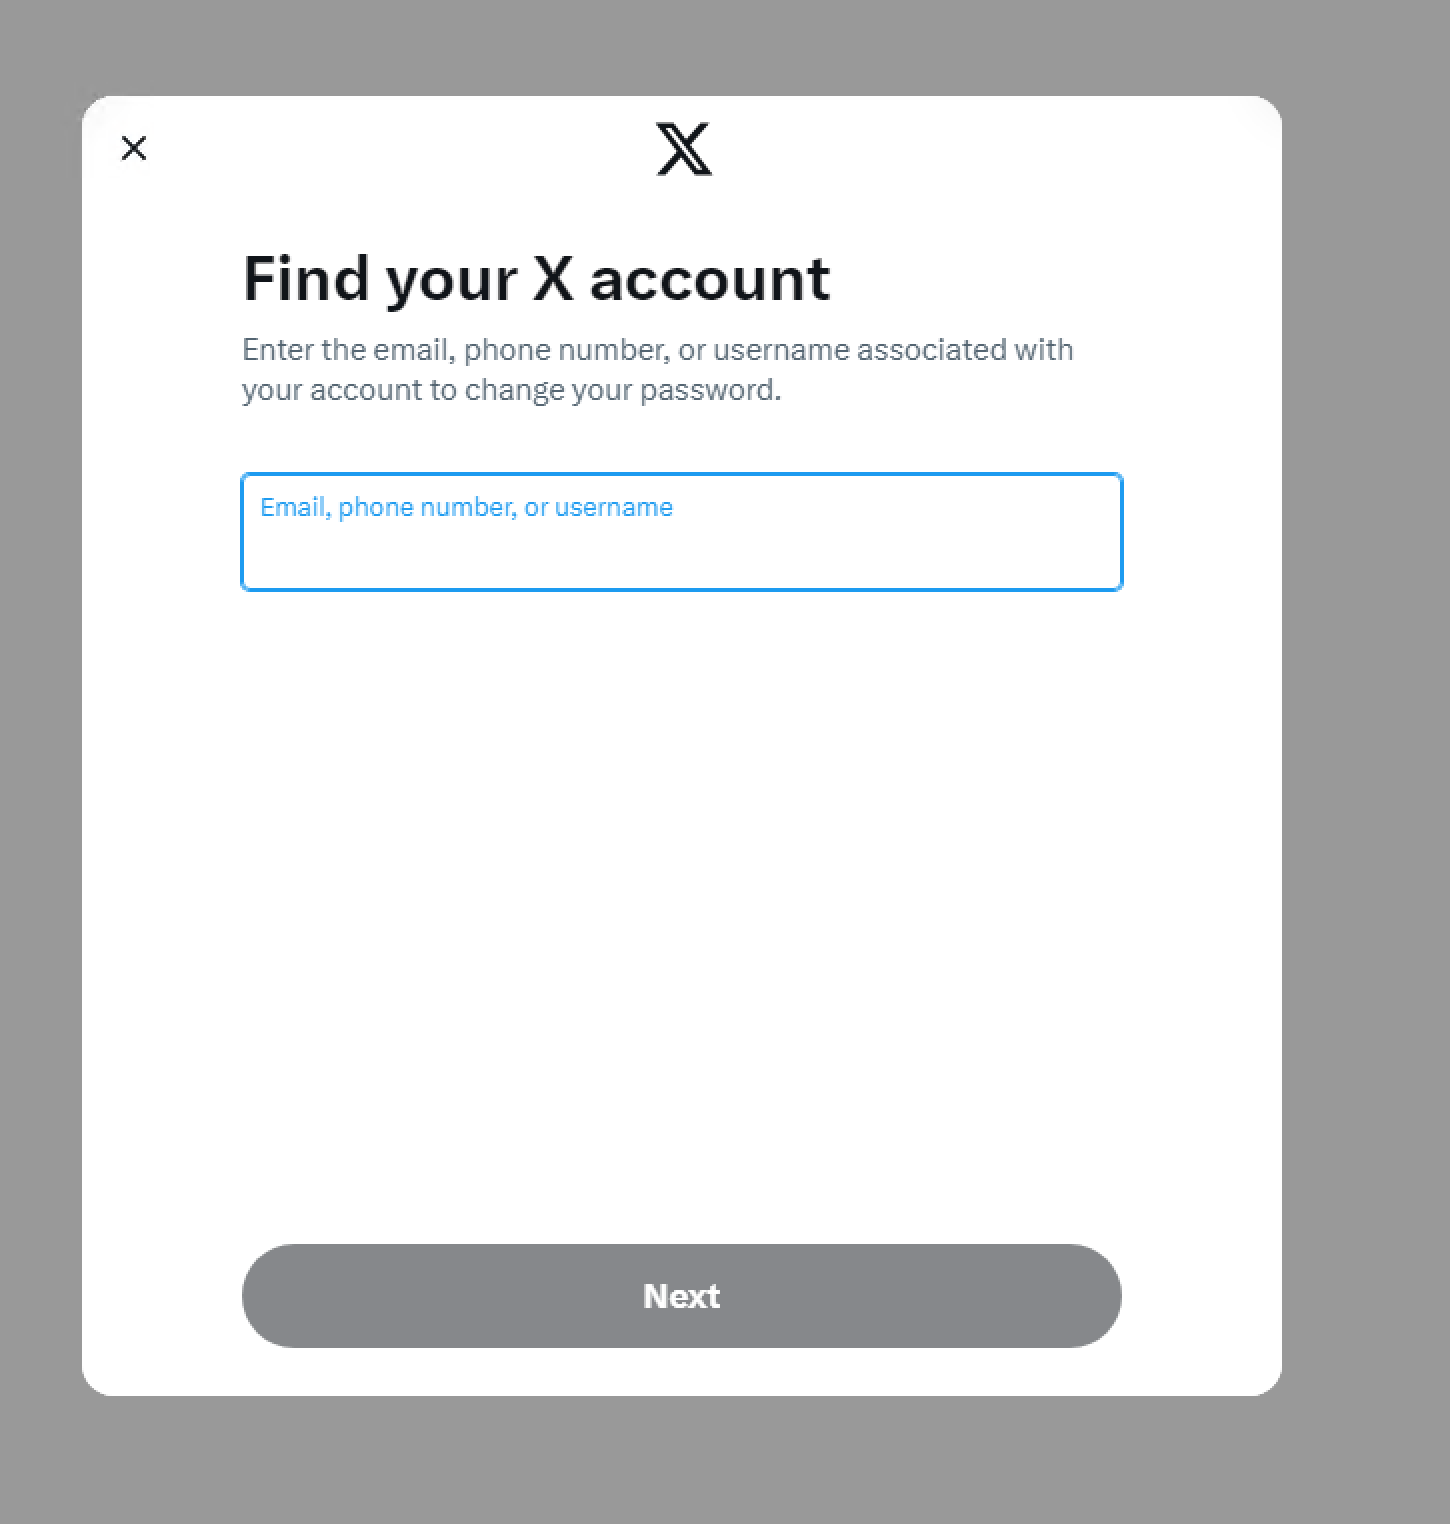 Find your X account
Enter the email, phone number, or username associated with
your account to change your password.
Email, phone number, or username
Next